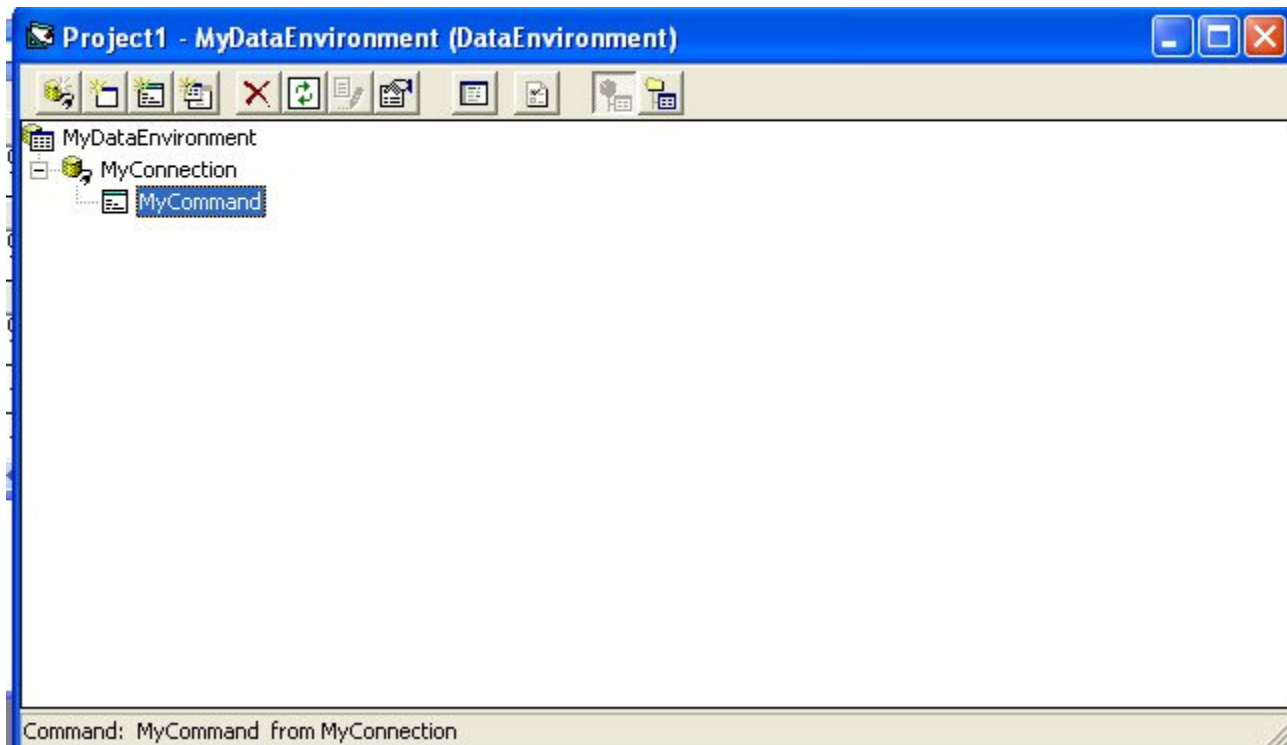 Project1 - MyDataEnvironment (DataEnvironment)
MyDataEnvironment
MyConnection
MyCommand
Command: MyCommand from MyConnection